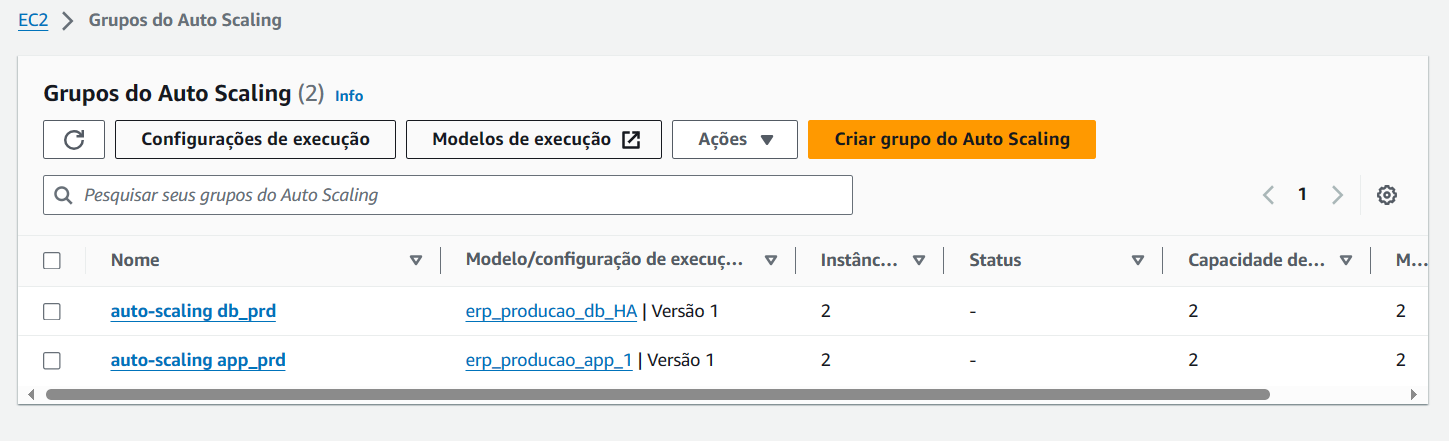 EC2 > Grupos do Auto Scaling
Grupos do Auto Scaling (2) Info
Configurações de execução Modelos de execução Ações Criar grupo do Auto Scaling
Pesquisar seus grupos do Auto Scaling 1
Nome Modelo/configuração de execuç... Instânc... Status Capacidade de... M...
auto-scaling db_prd erp_producao_db_HA | Versão 1 2 - 2 2
auto-scaling app_prd erp_producao_app_1 | Versão 1 2 - 2 2